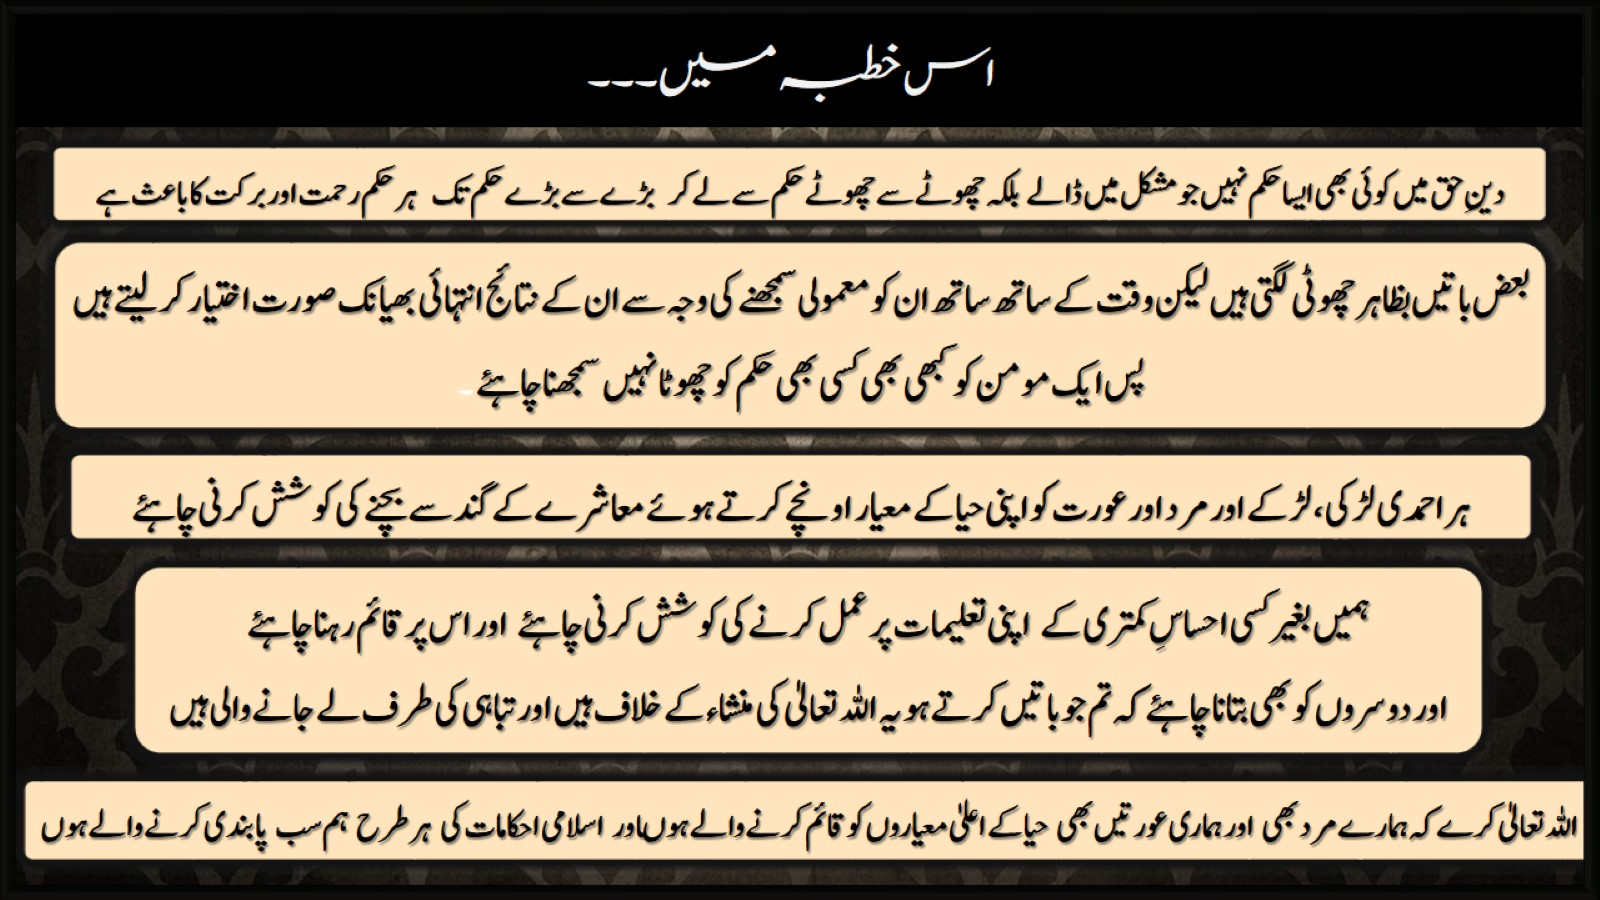 اس خطبہ میں۔۔۔
دینِ حق میں کوئی بھی ایسا حکم نہیں جو مشکل میں ڈالے بلکہ چھوٹے سے چھوٹے حکم سے لے کر بڑے سے بڑے حکم تک ہر حکم رحمت اور برکت کا باعث ہے
بعض باتیں بظاہر چھوٹی لگتی ہیں لیکن وقت کے ساتھ ساتھ ان کو معمولی سمجھنے کی وجہ سے ان کے نتائج انتہائی بھیانک صورت اختیار کر لیتے ہیں
پس ایک مومن کو کبھی بھی کسی بھی حکم کو چھوٹا نہیں سمجھنا چاہئے۔
ہر احمدی لڑکی، لڑکے اور مرد اور عورت کو اپنی حیا کے معیار اونچے کرتے ہوئے معاشرے کے گند سے بچنے کی کوشش کرنی چاہئے
ہمیں بغیر کسی احساسِ کمتری کے اپنی تعلیمات پر عمل کرنے کی کوشش کرنی چاہئے اور اس پر قائم رہنا چاہئے
اور دوسروں کو بھی بتانا چاہئے کہ تم جو باتیں کرتے ہو یہ اللہ تعالیٰ کی منشاء کے خلاف ہیں اور تباہی کی طرف لے جانے والی ہیں
اللہ تعالیٰ کرے کہ ہمارے مرد بھی اور ہماری عورتیں بھی حیا کے اعلیٰ معیاروں کو قائم کرنے والے ہوں اور اسلامی احکامات کی ہر طرح ہم سب پابندی کرنے والے ہوں